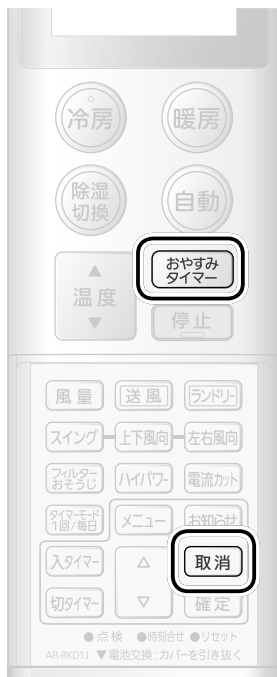 冷房 暖房
除湿
切換
自動
おやすみ
タイマー
▲
温度
▼
停止
風量 送風 ランドリー
スイング 上下風向 左右風向
フィルター
おそうじ
ハイパワー 電流カット
タイマーモード
1回/毎日
メニュー お知らせ
入タイマー △ 取消
切タイマー ▽ 確定
●点検 ●時刻合せ ●リセット
AR-RKD1J ▼電池交換:カバーを引き抜く